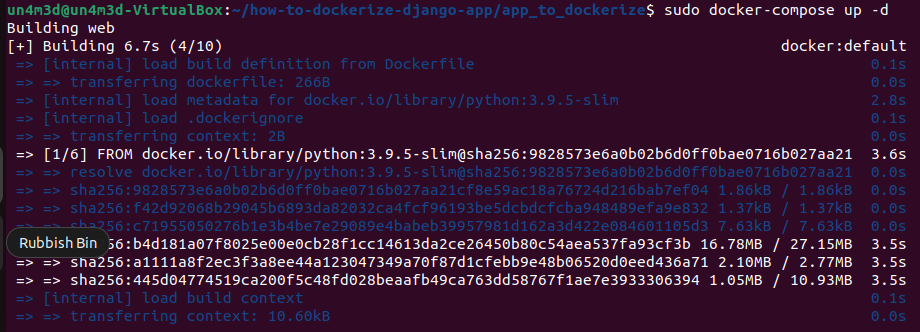 un4m3d@un4m3d-VirtualBox:~/how-to-dockerize-django-app/app_to_dockerize$ sudo docker-compose up -d
Building web
[+] Building 6.7s (4/10) docker:default
=> [internal] load build definition from Dockerfile 0.1s
=> => transferring dockerfile: 266B 0.0s
=> [internal] load metadata for docker.io/library/python:3.9.5-slim 2.8s
=> [internal] load .dockerignore 0.1s
=> => transferring context: 2B 0.0s
=> [1/6] FROM docker.io/library/python:3.9.5-slim@sha256:9828573e6a0b02b6d0ff0bae0716b027aa21 3.6s
=> => resolve docker.io/library/python:3.9.5-slim@sha256:9828573e6a0b02b6d0ff0bae0716b027aa21 0.0s
=> => sha256:9828573e6a0b02b6d0ff0bae0716b027aa21cf8e59ac18a76724d216bab7ef04 1.86kB / 1.86kB 0.0s
=> => sha256:f42d92068b29045b6893da82032ca4fcf96193be5dcbdcfcba948489efa9e832 1.37kB / 1.37kB 0.0s
=> => sha256:c71955050276b1e3b4be7e29089e4babeb39957981d162a3d422e084601105d3 7.63kB / 7.63kB 0.0s
Rubbish Bin
256:b4d181a07f8025e00e0cb28f1cc14613da2ce26450b80c54aea537fa93cf3b 16.78MB / 27.15MB 3.5s
=> => sha256:a1111a8f2ec3f3a8ee44a123047349a70f87d1cfebb9e48b06520d0eed436a71 2.10MB / 2.77MB 3.5s
=> => sha256:445d04774519ca200f5c48fd028beaafb49ca763dd58767f1ae7e3933306394 1.05MB / 10.93MB 3.5s
=> [internal] load build context 0.1s
=> => transferring context: 10.60kB 0.0s